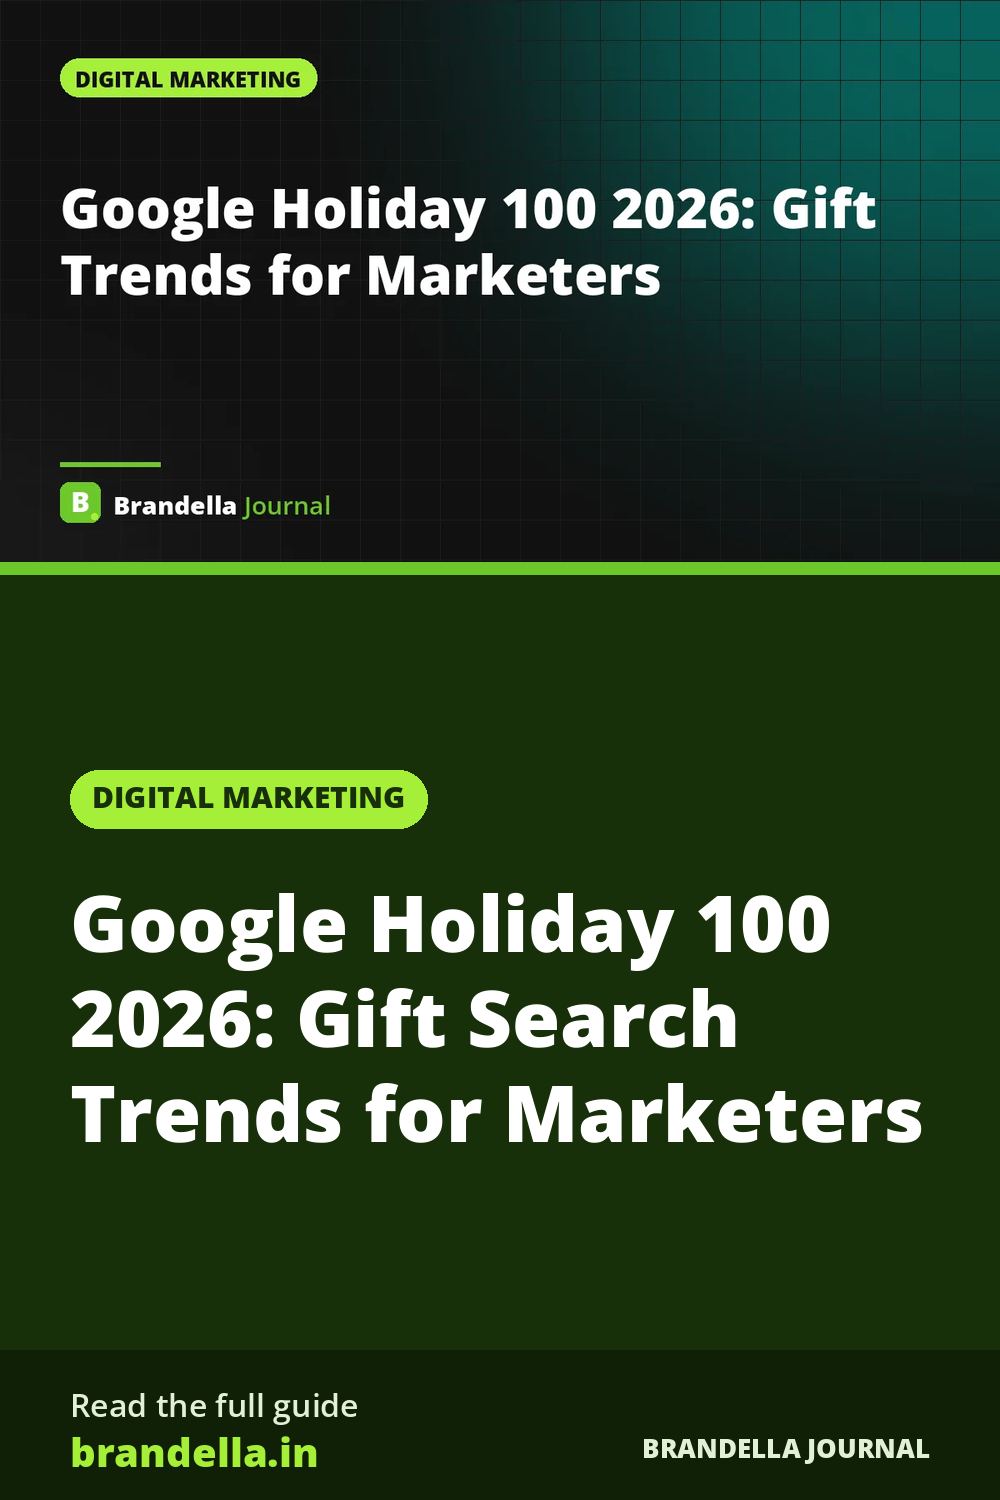 DIGITAL MARKETING
Google Holiday 100 2026: Gift
Trends for Marketers
B.
Brandella Journal
DIGITAL MARKETING
Google Holiday 100
2026: Gift Search
Trends for Marketers
Read the full guide
brandella.in
BRANDELLA JOURNAL